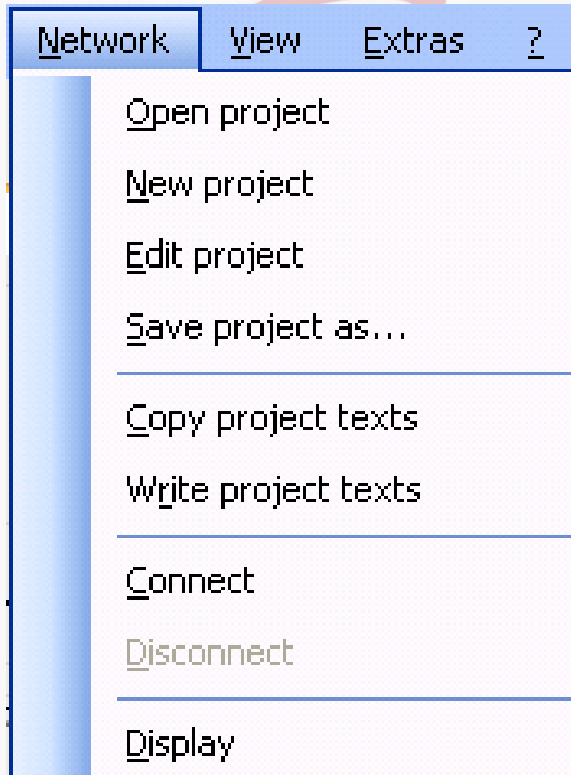 Network View Extras ?
Open project
New project
Edit project
Save project as...
Copy project texts
Write project texts
Connect
Disconnect
Display